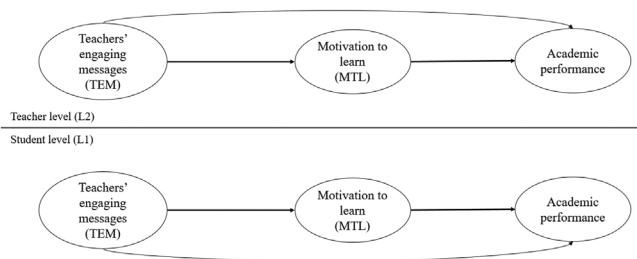 Teachers'
engaging
messages
(TEM)
Motivation to
learn
(MTL)
Academic
performance
Teacher level (L2)
Student level (L1)
Teachers'
engaging
messages
(TEM)
Motivation to
learn
(MTL)
Academic
performance